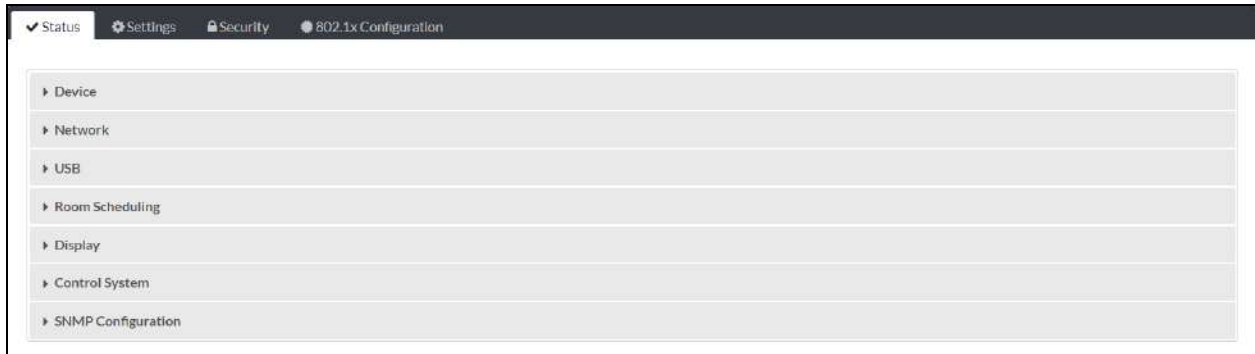 Status Settings Security 802.1x Configuration
Device
Network
USB
Room Scheduling
Display
Control System
SNMP Configuration